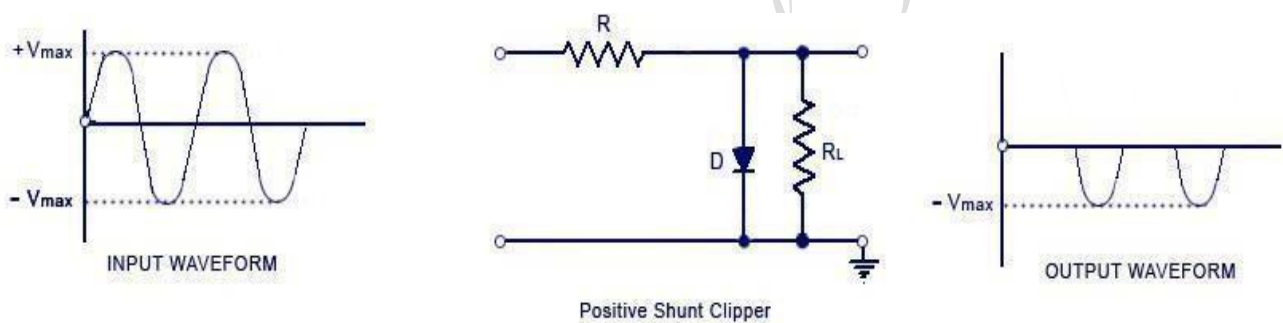 +Vmax
- Vmax
INPUT WAVEFORM
R
D
RL
Positive Shunt Clipper
- Vmax
OUTPUT WAVEFORM